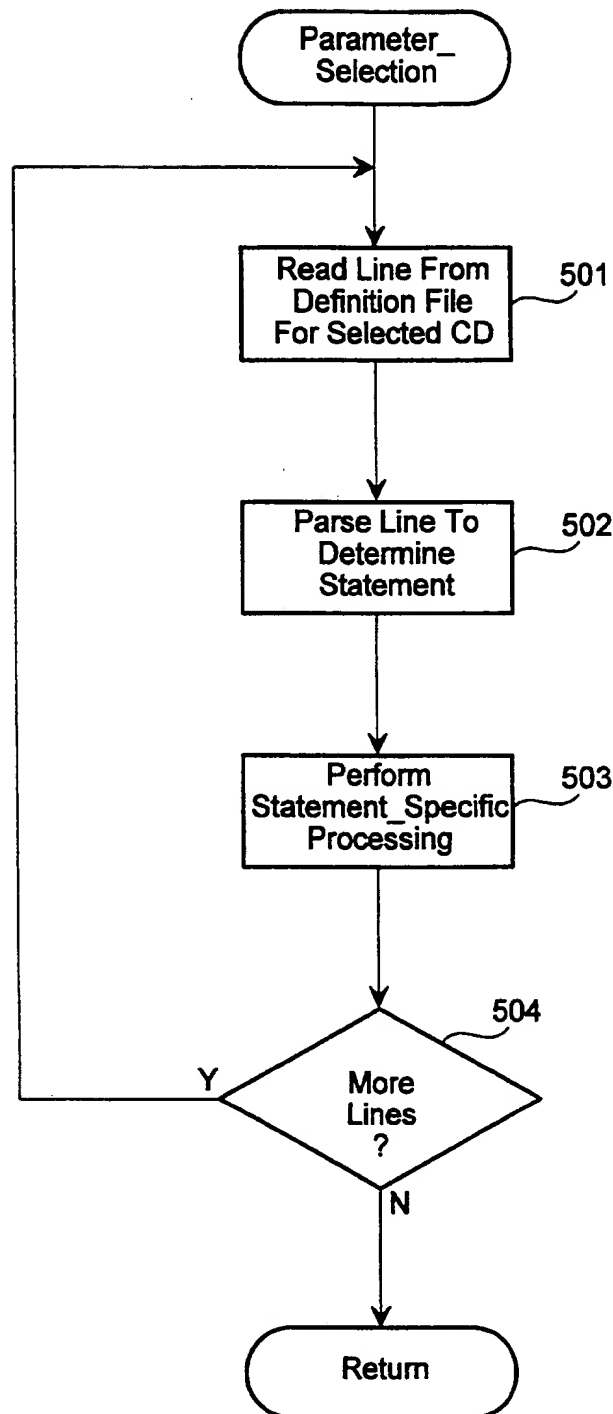 Parameter_
Selection
Read Line From
Definition File
For Selected CD
501
Parse Line To
Determine
Statement
502
Perform
Statement_Specific
Processing
503
504
Y
More
Lines
?
N
Return